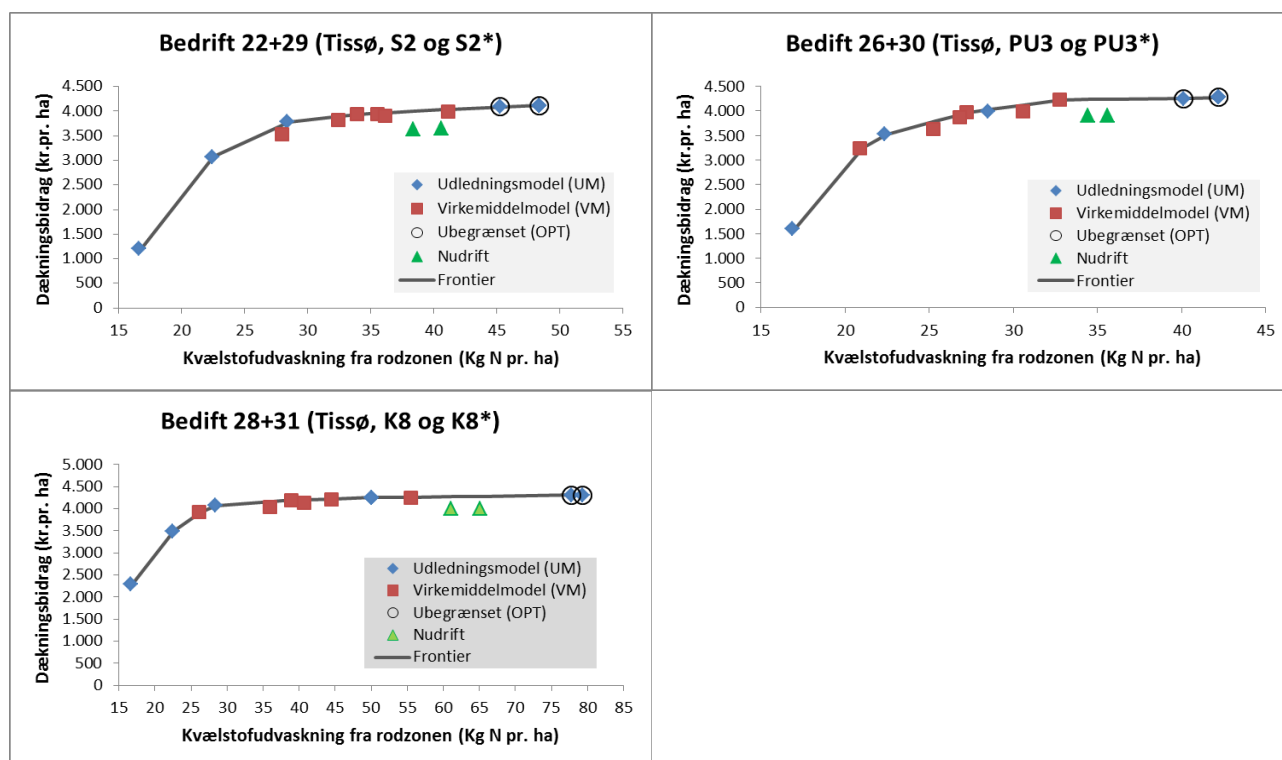 Bedrift 22+29 (Tissø, S2 og S2*)
Dækningsbidrag (kr.pr. ha)
4.500
4.000
3.500
3.000
2.500
2.000
1.500
1.000
500
0
Udledningsmodel (UM)
Virkemiddelmodel (VM)
Ubegrænset (OPT)
Nudrift
Frontier
15 20 25 30 35 40 45 50 55
Kvælstofudvaskning fra rodzonen (Kg N pr. ha)
Bedift 26+30 (Tissø, PU3 og PU3*)
Dækningsbidrag (kr.pr. ha)
4.500
4.000
3.500
3.000
2.500
2.000
1.500
1.000
500
0
Udledningsmodel (UM)
Virkemiddelmodel (VM)
Ubegrænset (OPT)
Nudrift
Frontier
15 20 25 30 35 40 45
Kvælstofudvaskning fra rodzonen (Kg N pr. ha)
Bedift 28+31 (Tissø, K8 og K8*)
Dækningsbidrag (kr.pr. ha)
5.000
4.500
4.000
3.500
3.000
2.500
2.000
1.500
1.000
500
0
Udledningsmodel (UM)
Virkemiddelmodel (VM)
Ubegrænset (OPT)
Nudrift
Frontier
15 20 25 30 35 40 45 50 55 60 65 70 75 80 85
Kvælstofudvaskning fra rodzonen (Kg N pr. ha)